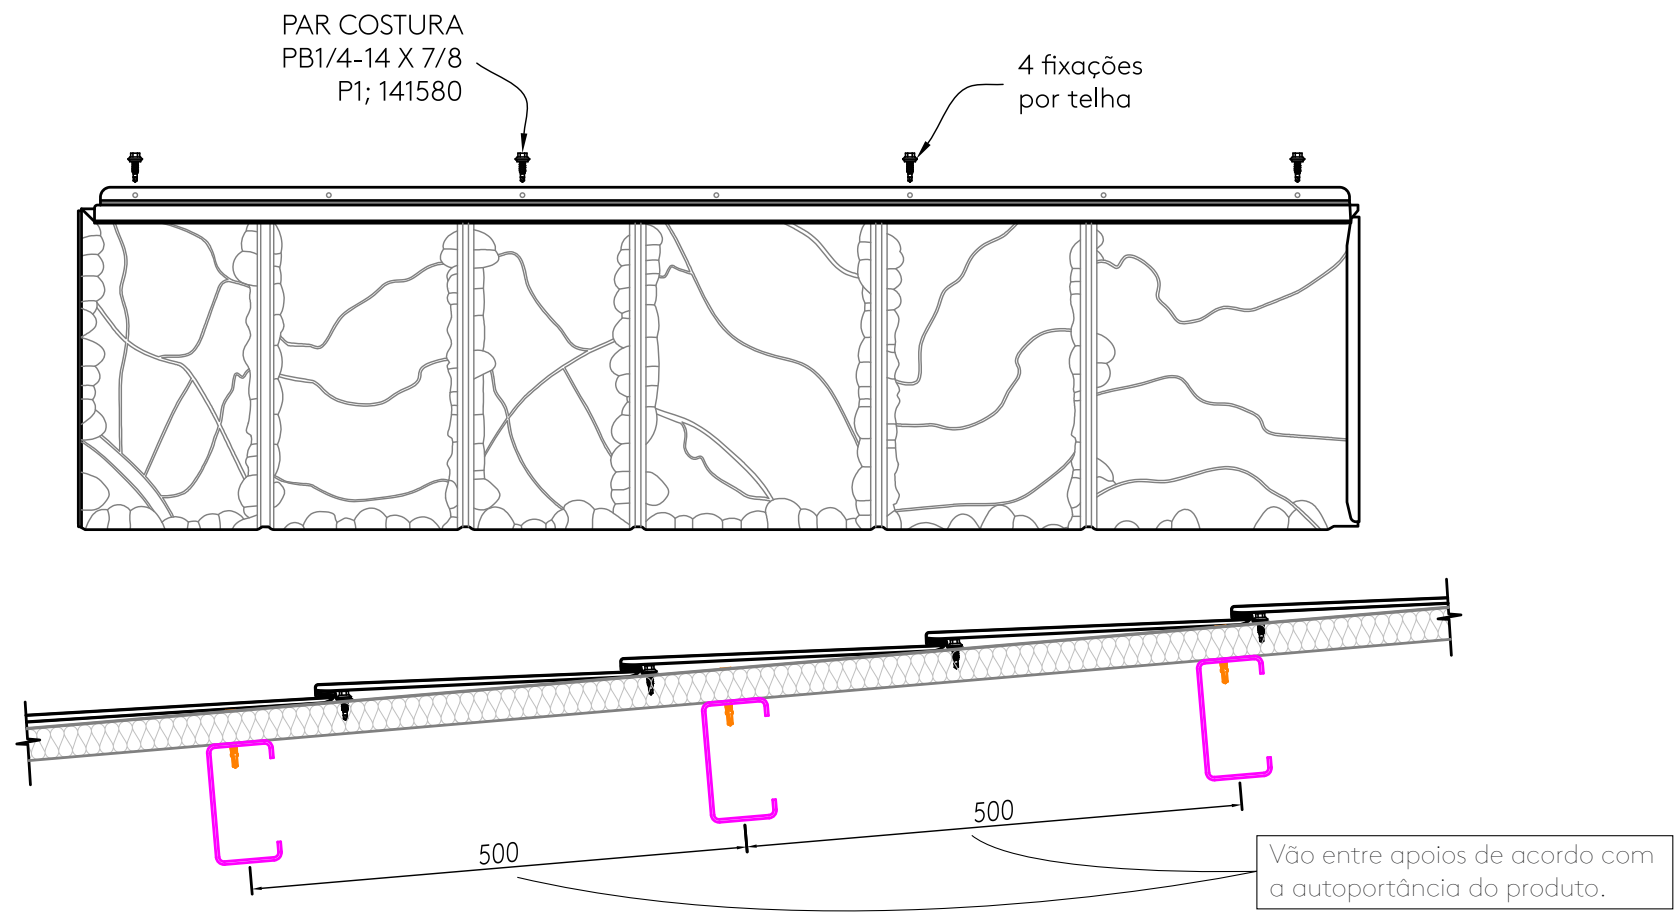 PAR COSTURA
PB1/4-14 X 7/8
P1; 141580
4 fixações
por telha
500
500
Vão entre apoios de acordo com
a autoportância do produto.